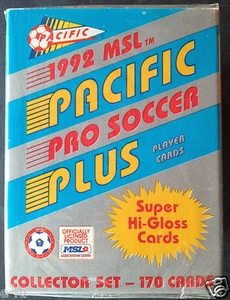 PACIFIC
1992 MSL™
PACIFIC
PRO SOCCER
PLUS
PLAYER
CARDS
Super
Hi-Gloss
Cards
OFFICIALLY
LICENSED
PRODUCT
MSL
COLLECTOR SET - 170 CARDS